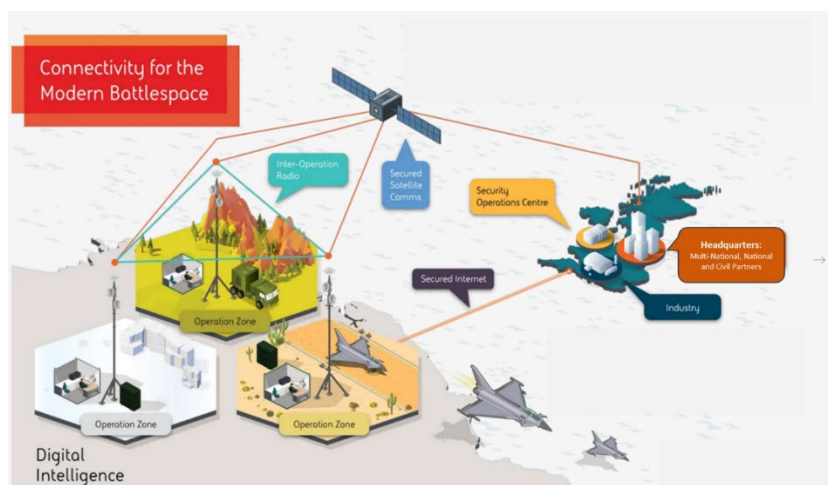 Connectivity for the
Modern Battlespace
Inter-Operation
Radio
Secured
Satellite
Comms
Security
Operations Centre
Headquarters:
Multi-National, National
and Civil Partners
Secured Internet
Industry
Operation Zone
Operation Zone
Operation Zone
Digital
Intelligence